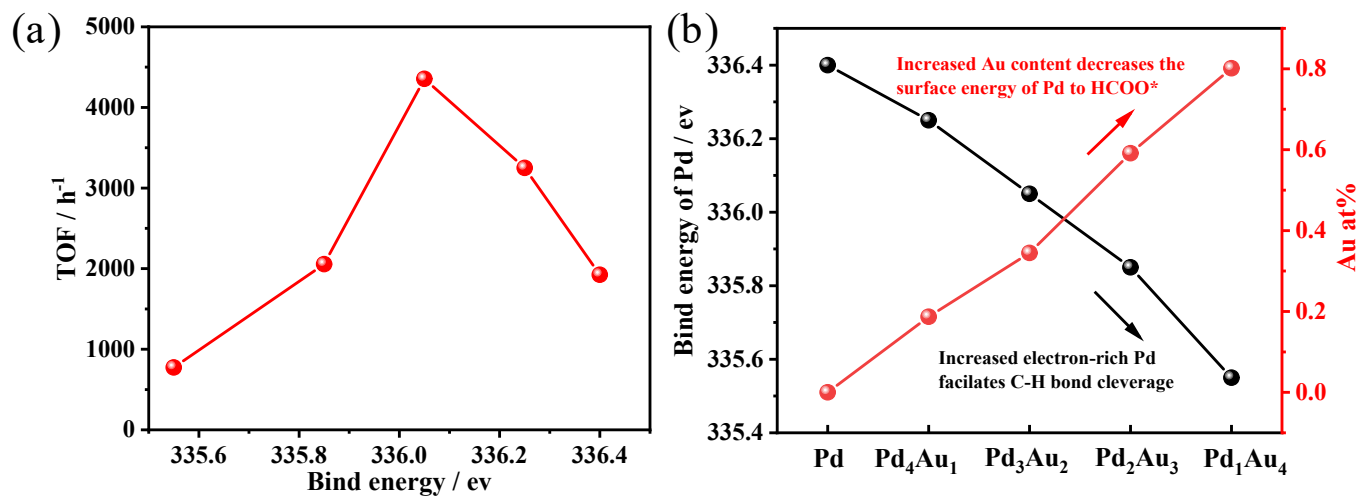 (a)
5000
4000
3000
2000
1000
0
TOF / h⁻¹
335.6
335.8
336.0
336.2
336.4
Bind energy / ev
(b)
336.4
336.2
336.0
335.8
335.6
335.4
Bind energy of Pd / ev
Increased Au content decreases the
surface energy of Pd to HCOO*
Increased electron-rich Pd
facilates C-H bond cleverage
0.8
0.6
0.4
0.2
0.0
Au at%
Pd
Pd₄Au₁
Pd₃Au₂
Pd₂Au₃
Pd₁Au₄